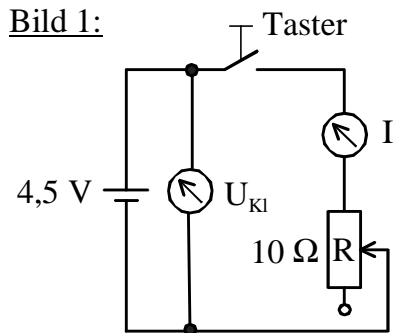 Bild 1:
Taster
I
4,5 V
U_Kl
10 Ω
R